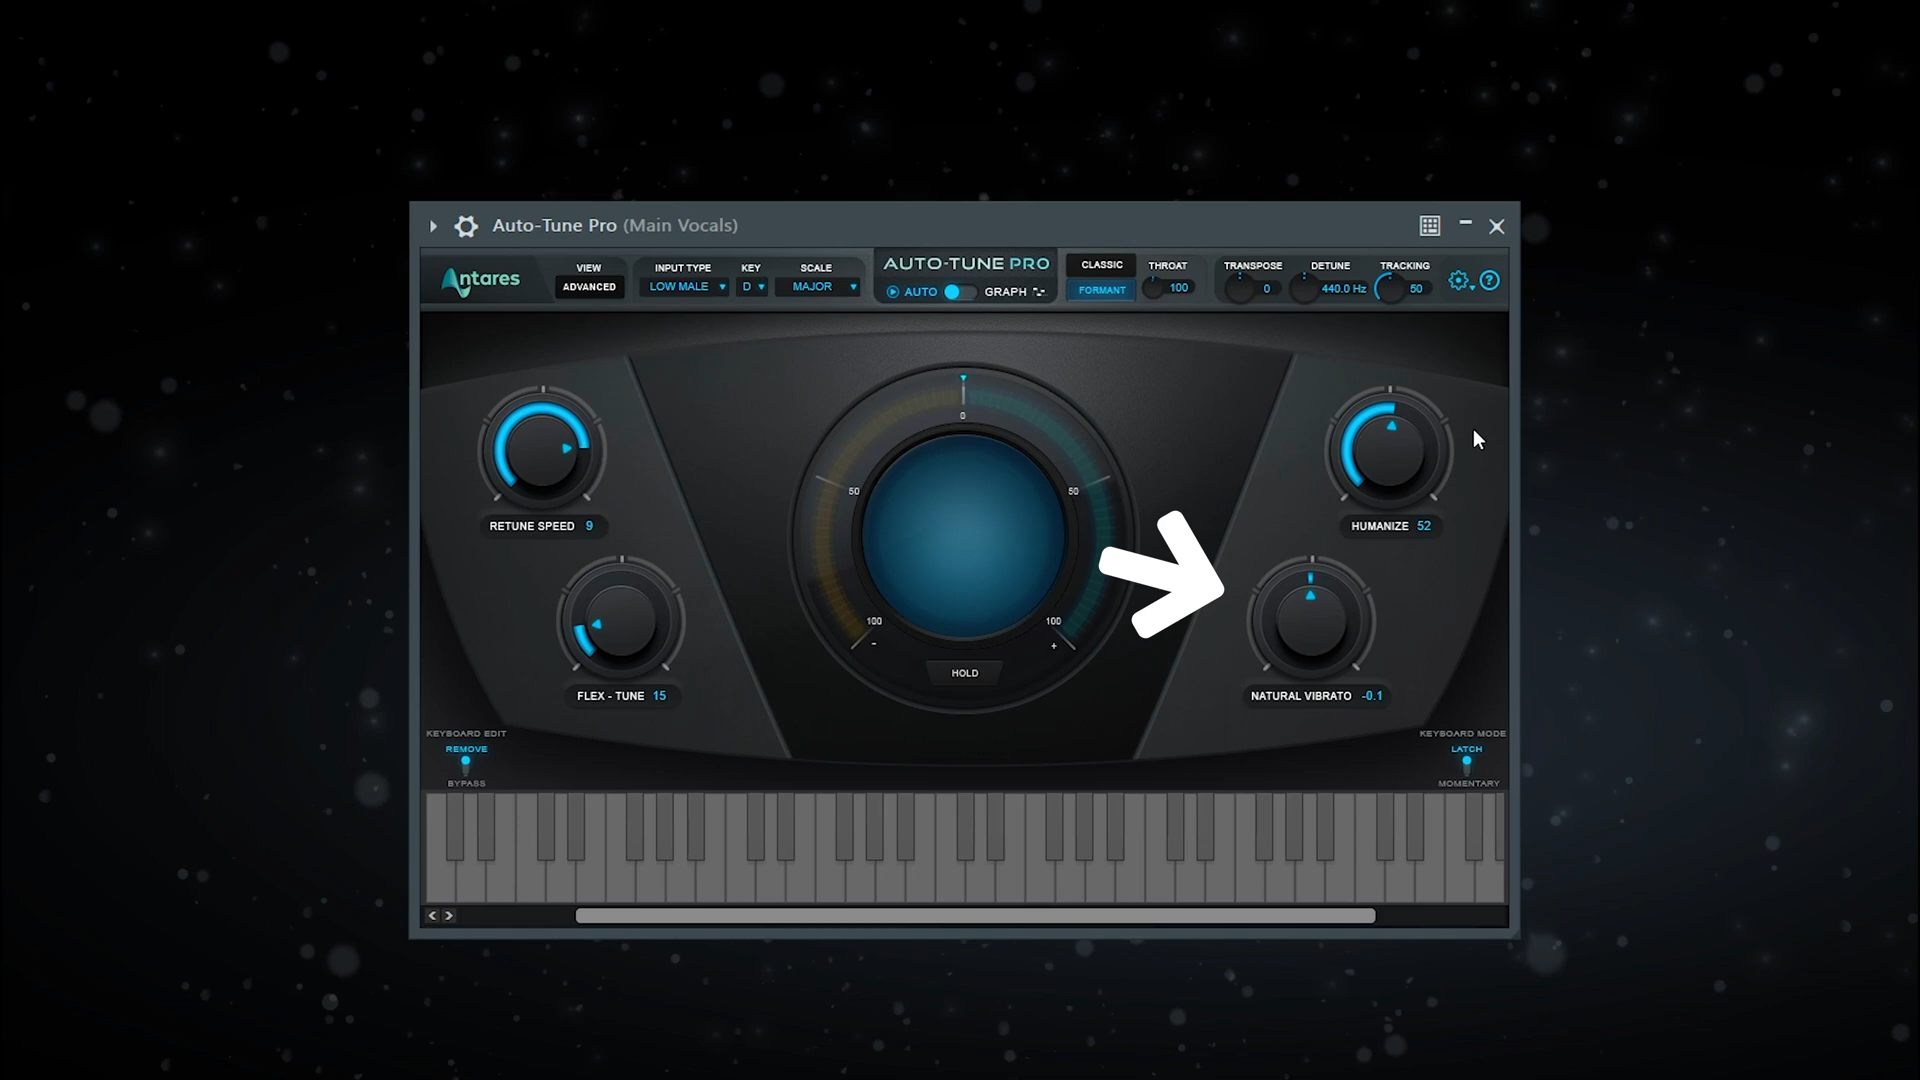 Auto-Tune Pro (Main Vocals)
Antares
VIEW
ADVANCED
INPUT TYPE
LOW MALE
KEY
D
SCALE
MAJOR
AUTO-TUNE PRO
AUTO
GRAPH
CLASSIC
FORMANT
THROAT
100
TRANSPOSE
0
DETUNE
440.0 Hz
TRACKING
50
?
0
50
50
100
100
-
+
HOLD
RETUNE SPEED 9
HUMANIZE 52
FLEX - TUNE 15
NATURAL VIBRATO -0.1
KEYBOARD EDIT
REMOVE
BYPASS
KEYBOARD MODE
LATCH
MOMENTARY